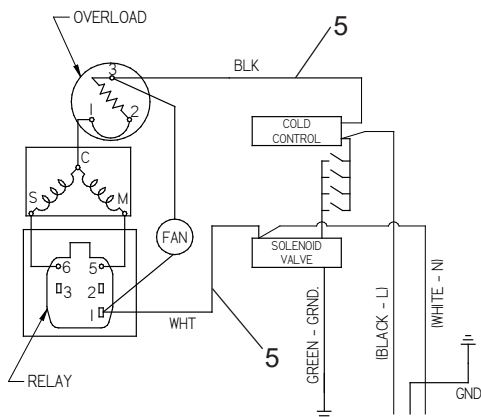 OVERLOAD
5
3
BLK
1
2
COLD
CONTROL
C
S
M
FAN
SOLENOID
VALVE
6
5
3
2
1
WHT
5
RELAY
GREEN - GRND.
(BLACK - L)
(WHITE - N)
GND